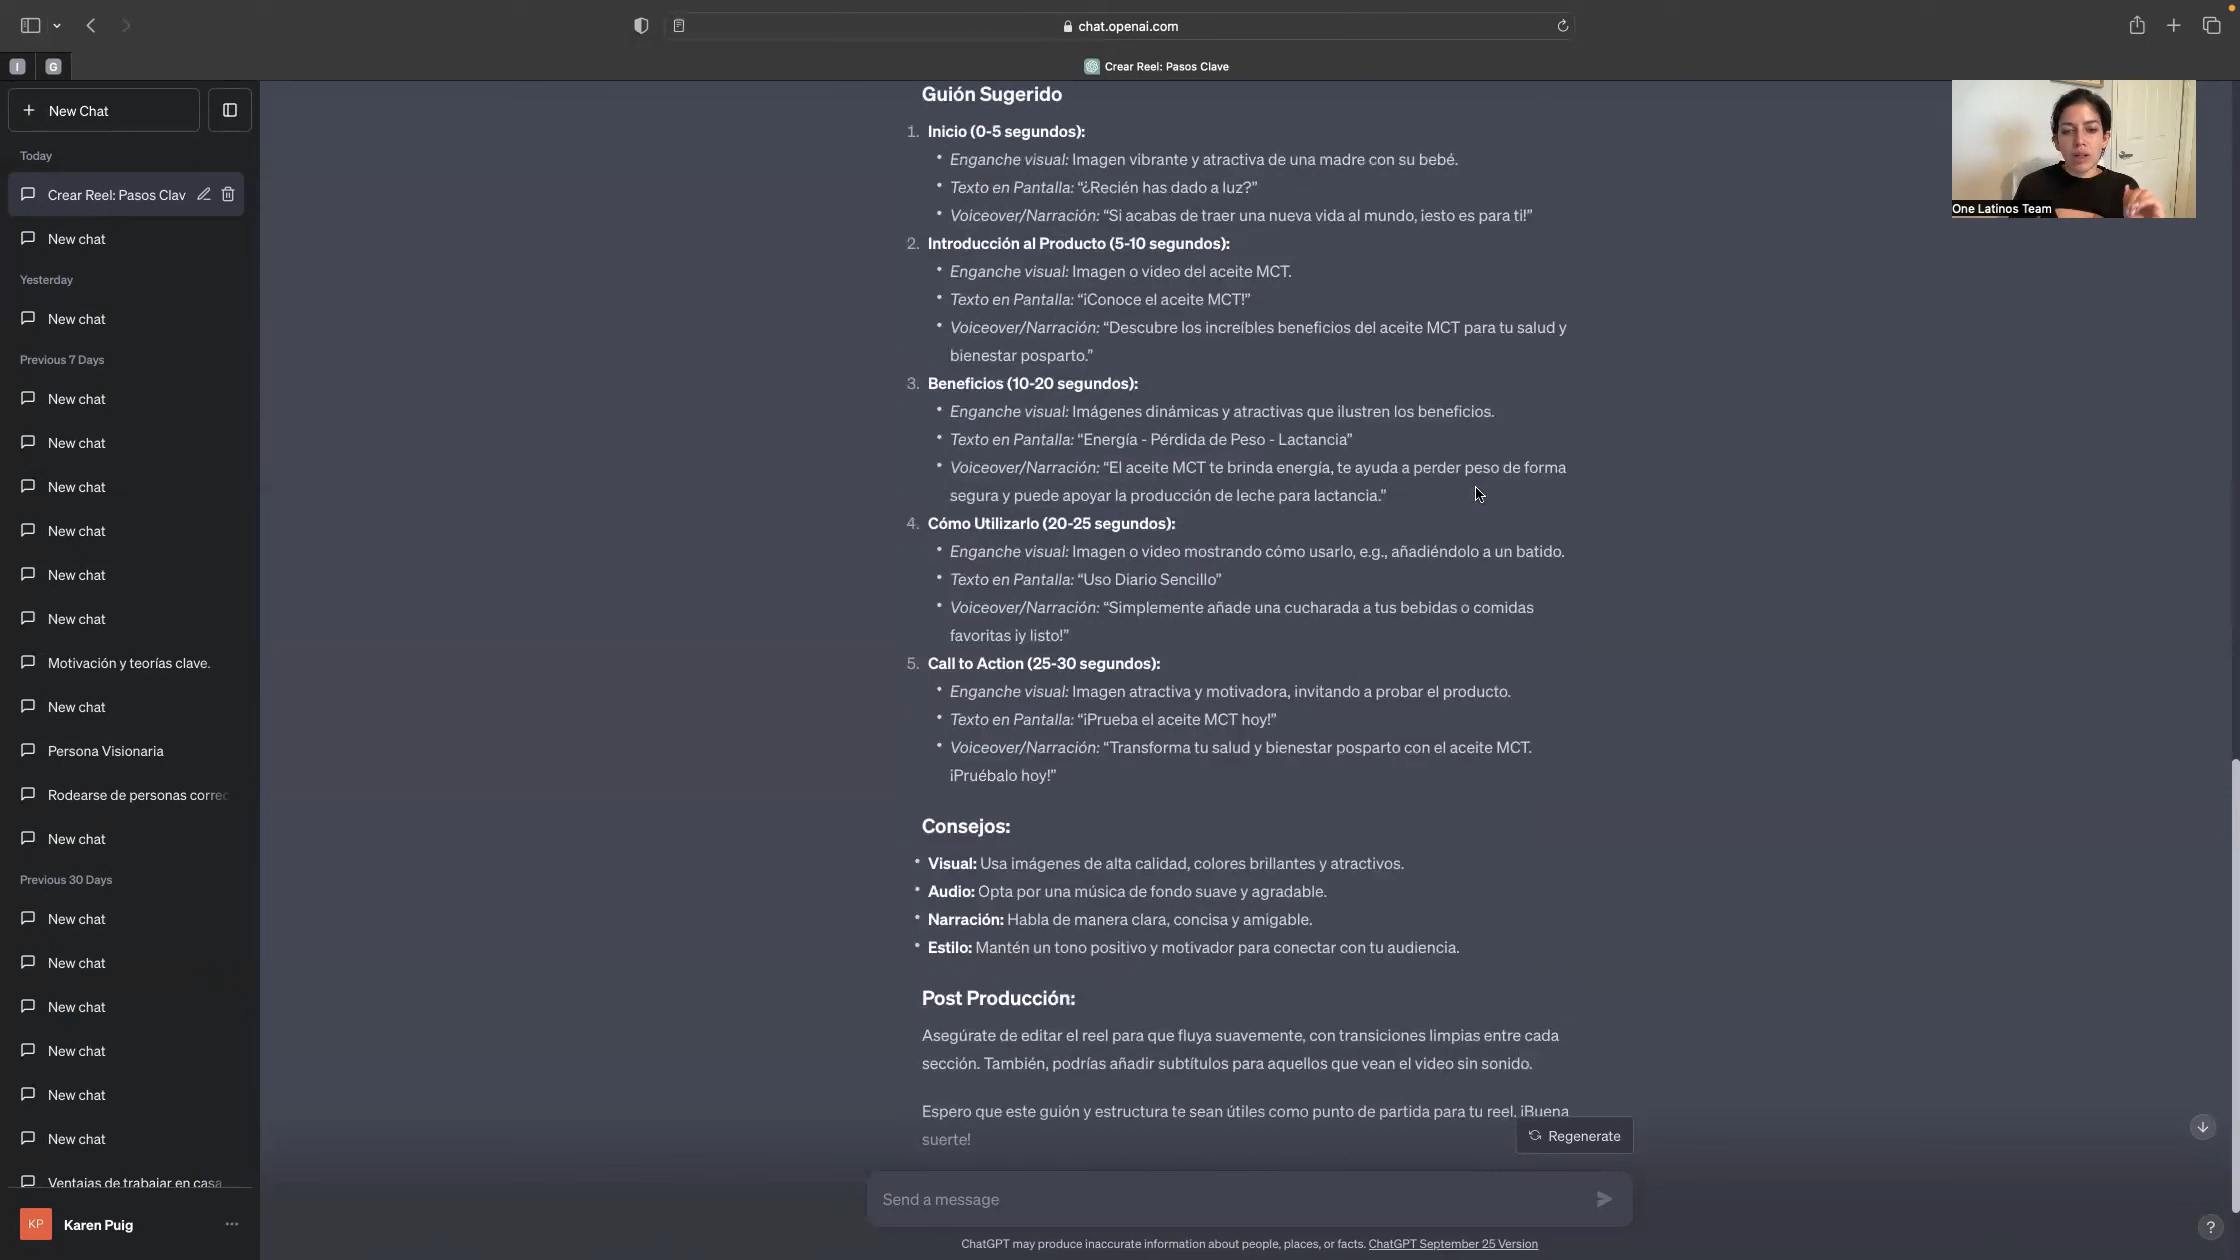 chat.openai.com
I
G
Crear Reel: Pasos Clave
New Chat
Today
Crear Reel: Pasos Clav
New chat
Yesterday
New chat
Previous 7 Days
New chat
New chat
New chat
New chat
New chat
New chat
Motivación y teorías clave.
New chat
Persona Visionaria
Rodearse de personas correc
New chat
Previous 30 Days
New chat
New chat
New chat
New chat
New chat
New chat
Ventajas de trabajar en casa
KP
Karen Puig
Guión Sugerido
1. Inicio (0-5 segundos):
• Enganche visual: Imagen vibrante y atractiva de una madre con su bebé.
• Texto en Pantalla: “¿Recién has dado a luz?”
• Voiceover/Narración: “Si acabas de traer una nueva vida al mundo, ¡esto es para ti!”
2. Introducción al Producto (5-10 segundos):
• Enganche visual: Imagen o video del aceite MCT.
• Texto en Pantalla: “¡Conoce el aceite MCT!”
• Voiceover/Narración: “Descubre los increíbles beneficios del aceite MCT para tu salud y
bienestar posparto.”
3. Beneficios (10-20 segundos):
• Enganche visual: Imágenes dinámicas y atractivas que ilustren los beneficios.
• Texto en Pantalla: “Energía - Pérdida de Peso - Lactancia”
• Voiceover/Narración: “El aceite MCT te brinda energía, te ayuda a perder peso de forma
segura y puede apoyar la producción de leche para lactancia.”
4. Cómo Utilizarlo (20-25 segundos):
• Enganche visual: Imagen o video mostrando cómo usarlo, e.g., añadiéndolo a un batido.
• Texto en Pantalla: “Uso Diario Sencillo”
• Voiceover/Narración: “Simplemente añade una cucharada a tus bebidas o comidas
favoritas ¡y listo!”
5. Call to Action (25-30 segundos):
• Enganche visual: Imagen atractiva y motivadora, invitando a probar el producto.
• Texto en Pantalla: “¡Prueba el aceite MCT hoy!”
• Voiceover/Narración: “Transforma tu salud y bienestar posparto con el aceite MCT.
¡Pruébalo hoy!”
Consejos:
• Visual: Usa imágenes de alta calidad, colores brillantes y atractivos.
• Audio: Opta por una música de fondo suave y agradable.
• Narración: Habla de manera clara, concisa y amigable.
• Estilo: Mantén un tono positivo y motivador para conectar con tu audiencia.
Post Producción:
Asegúrate de editar el reel para que fluya suavemente, con transiciones limpias entre cada
sección. También, podrías añadir subtítulos para aquellos que vean el video sin sonido.
Espero que este guión y estructura te sean útiles como punto de partida para tu reel. ¡Buena
suerte!
Regenerate
Send a message
ChatGPT may produce inaccurate information about people, places, or facts. ChatGPT September 25 Version
?
One Latinos Team